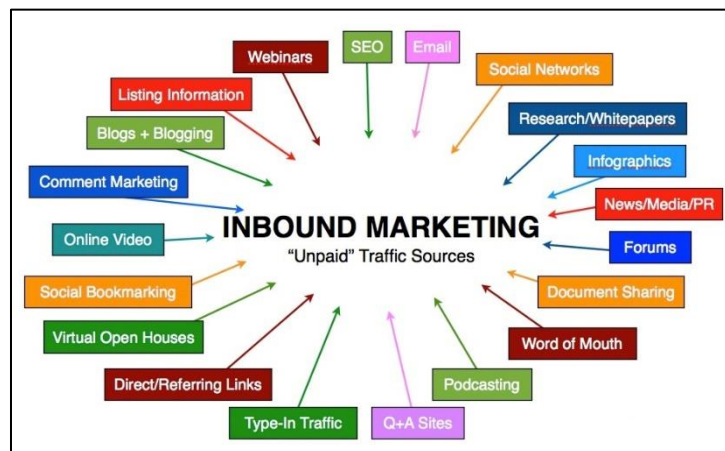 SEO
Email
Webinars
Social Networks
Listing Information
Research/Whitepapers
Blogs + Blogging
Infographics
Comment Marketing
News/Media/PR
INBOUND MARKETING
Online Video
Forums
"Unpaid" Traffic Sources
Social Bookmarking
Document Sharing
Virtual Open Houses
Word of Mouth
Direct/Referring Links
Podcasting
Type-In Traffic
Q+A Sites